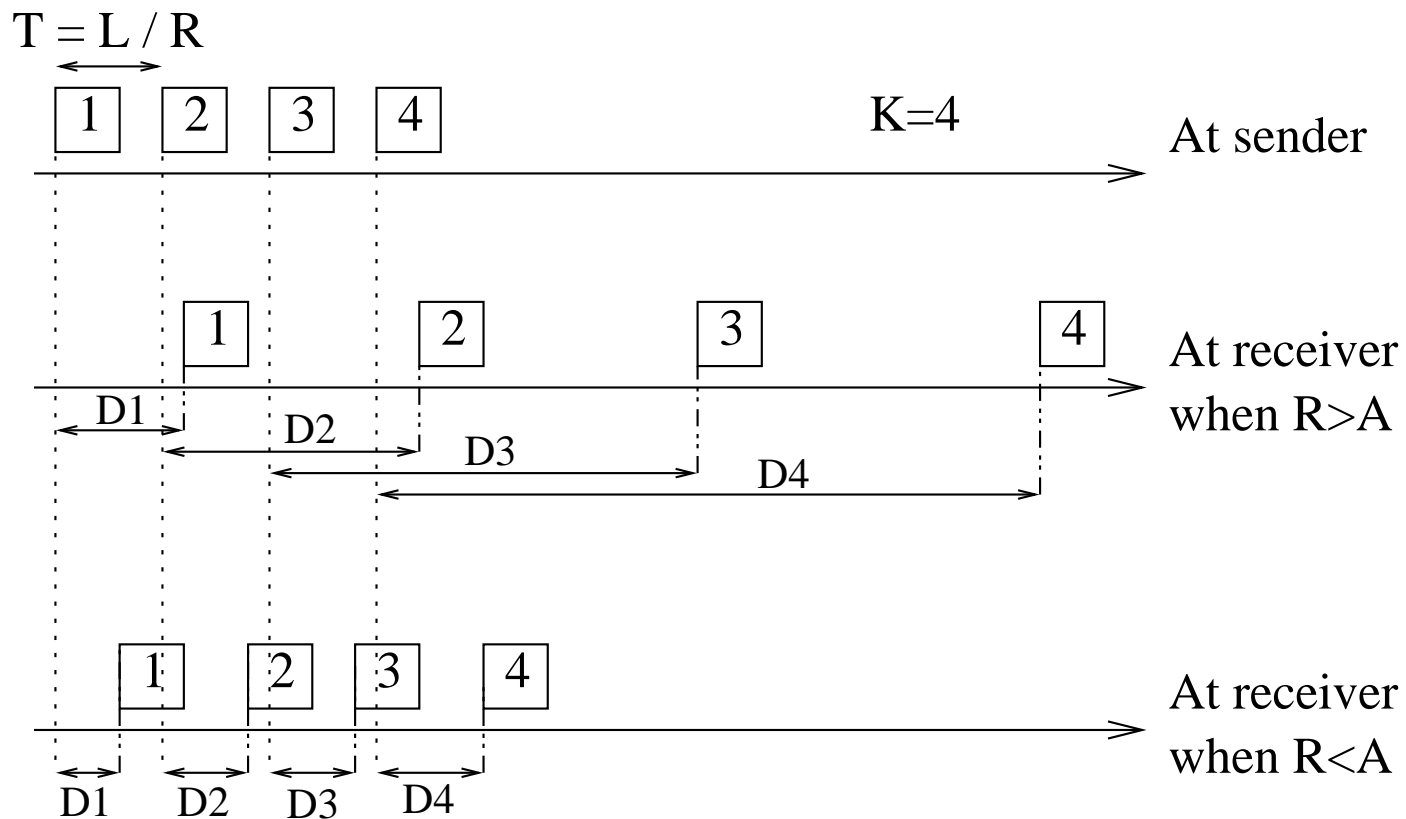 T = L / R
1 2 3 4
K=4
At sender
1 2 3 4
At receiver
when R>A
D1
D2
D3
D4
1 2 3 4
At receiver
when R<A
D1 D2 D3 D4